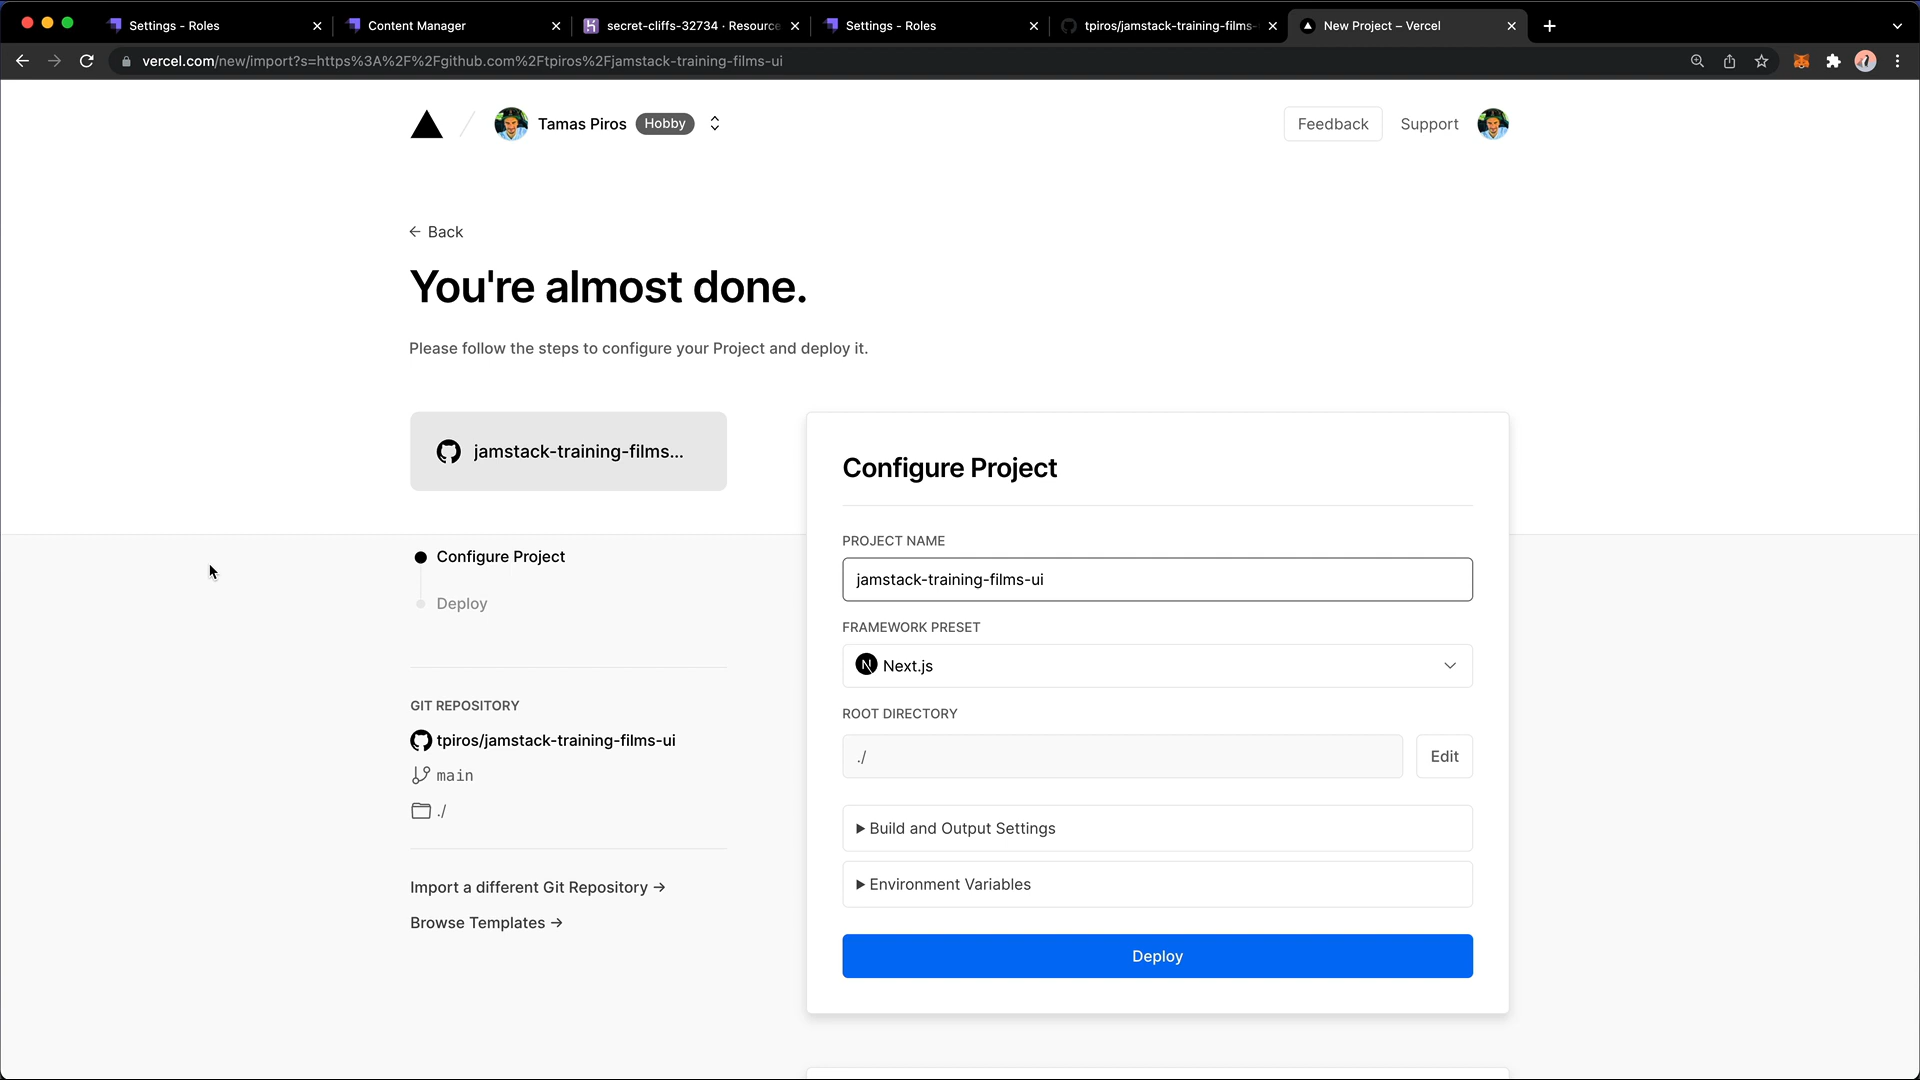 Settings - Roles
Content Manager
secret-cliffs-32734 · Resource
Settings - Roles
tpiros/jamstack-training-films-
New Project – Vercel
vercel.com/new/import?s=https%3A%2F%2Fgithub.com%2Ftpiros%2Fjamstack-training-films-ui
Tamas Piros
Hobby
Feedback
Support
← Back
You're almost done.
Please follow the steps to configure your Project and deploy it.
jamstack-training-films...
Configure Project
Deploy
GIT REPOSITORY
tpiros/jamstack-training-films-ui
main
./
Import a different Git Repository →
Browse Templates →
Configure Project
PROJECT NAME
jamstack-training-films-ui
FRAMEWORK PRESET
N Next.js
ROOT DIRECTORY
./
Edit
Build and Output Settings
Environment Variables
Deploy